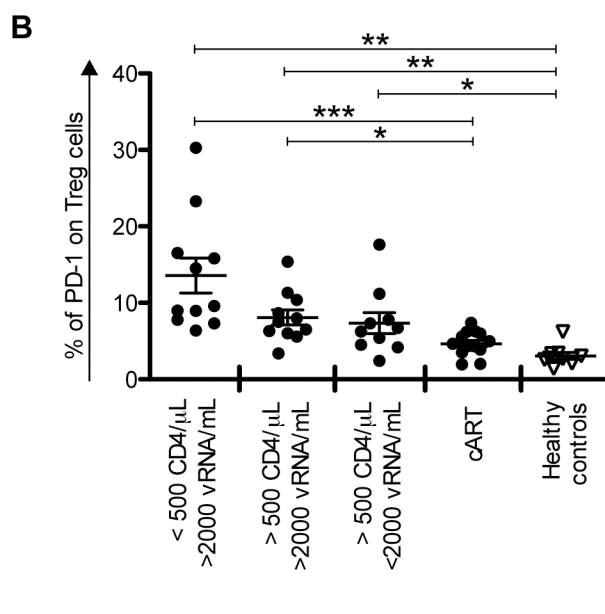 B
**
**
*
***
*
% of PD-1 on Treg cells
40
30
20
10
0
< 500 CD4/μL
>2000 vRNA/mL
> 500 CD4/μL
>2000 vRNA/mL
> 500 CD4/μL
<2000 vRNA/mL
cART
Healthy
controls